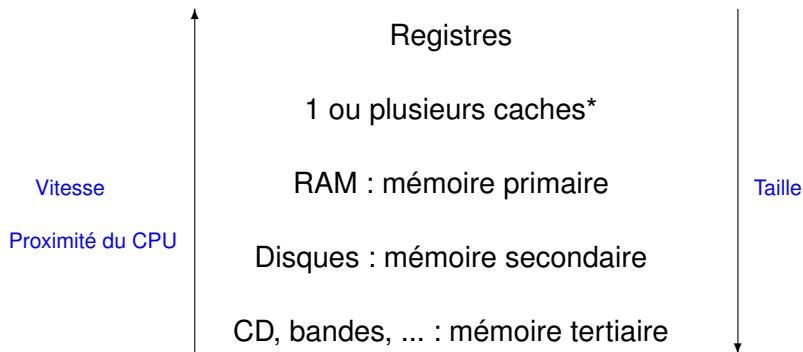 Registres
1 ou plusieurs caches*
Vitesse
RAM : mémoire primaire
Taille
Proximité du CPU
Disques : mémoire secondaire
CD, bandes, ... : mémoire tertiaire